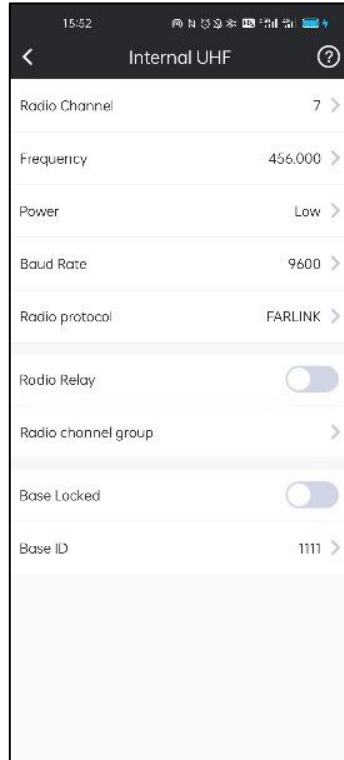 15:52
Internal UHF
Radio Channel 7
Frequency 456.000
Power Low
Baud Rate 9600
Radio protocol FARLINK
Radio Relay
Radio channel group
Base Locked
Base ID 1111